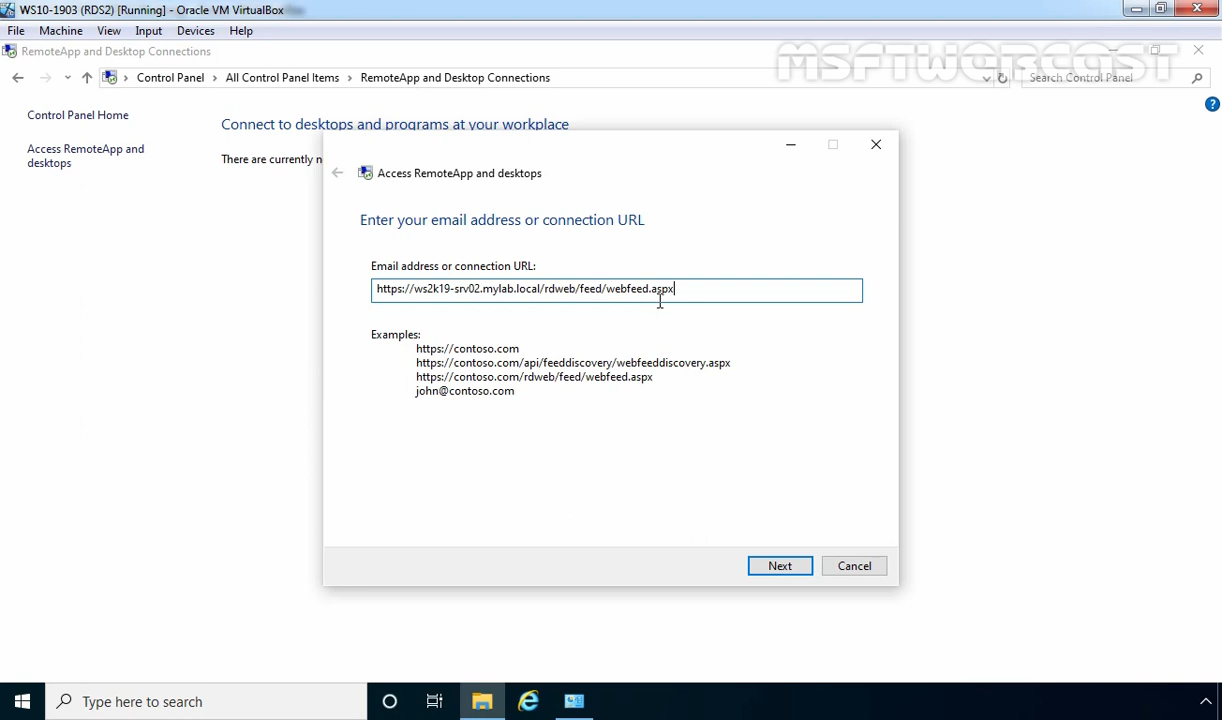 WS10-1903 (RDS2) [Running] - Oracle VM VirtualBox
File Machine View Input Devices Help
RemoteApp and Desktop Connections
MSFTWEBCAST
Control Panel All Control Panel Items RemoteApp and Desktop Connections
Search Control Panel
Control Panel Home
Connect to desktops and programs at your workplace
Access RemoteApp and desktops
There are currently n
Access RemoteApp and desktops
Enter your email address or connection URL
Email address or connection URL:
https://ws2k19-srv02.mylab.local/rdweb/feed/webfeed.aspx
Examples:
https://contoso.com
https://contoso.com/api/feeddiscovery/webfeeddiscovery.aspx
https://contoso.com/rdweb/feed/webfeed.aspx
john@contoso.com
Next Cancel
Type here to search